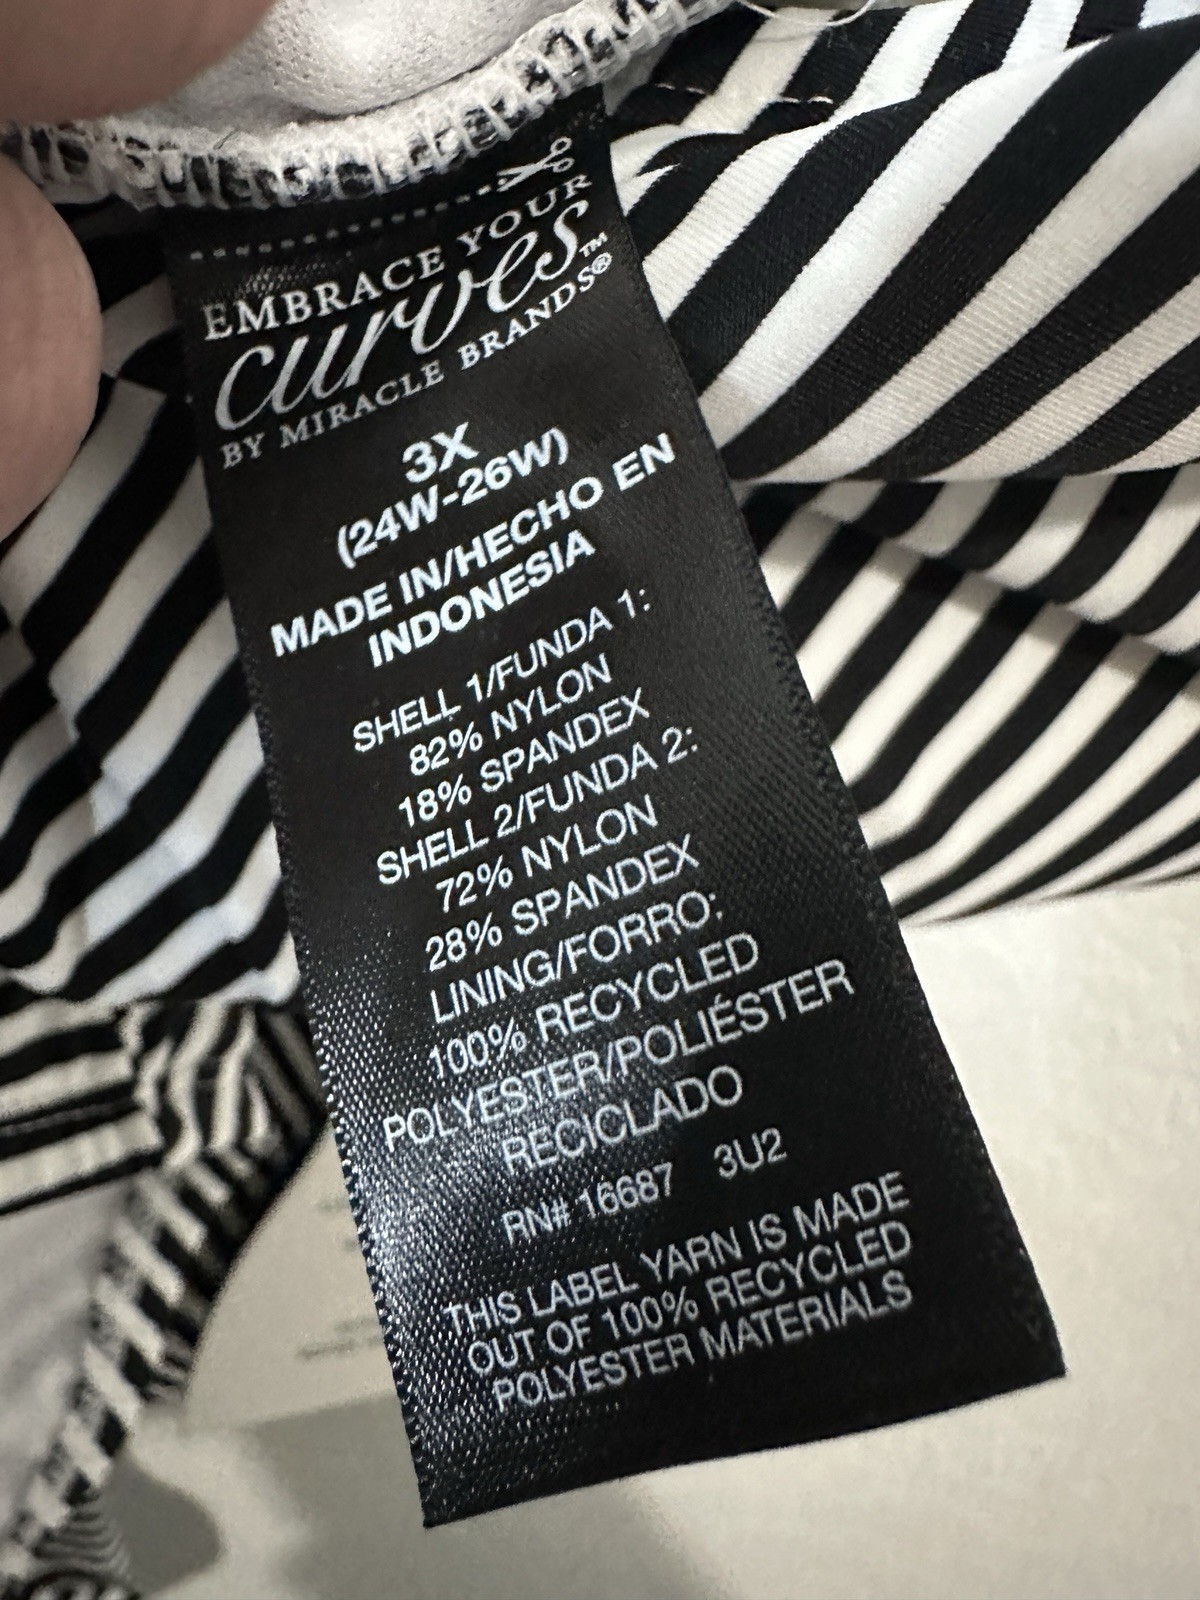 EMBRACE YOUR
curves™
BY MIRACLE BRANDS®
3X
(24W-26W)
MADE IN/HECHO EN
INDONESIA
SHELL 1/FUNDA 1:
82% NYLON
18% SPANDEX
SHELL 2/FUNDA 2:
72% NYLON
28% SPANDEX
LINING/FORRO:
100% RECYCLED
POLYESTER/POLIÉSTER
RECICLADO
RN# 16687 3U2
THIS LABEL YARN IS MADE
OUT OF 100% RECYCLED
POLYESTER MATERIALS